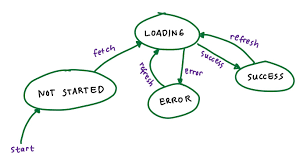 LOADING
fetch
refresh
success
error
refresh
SUCCESS
NOT STARTED
ERROR
start